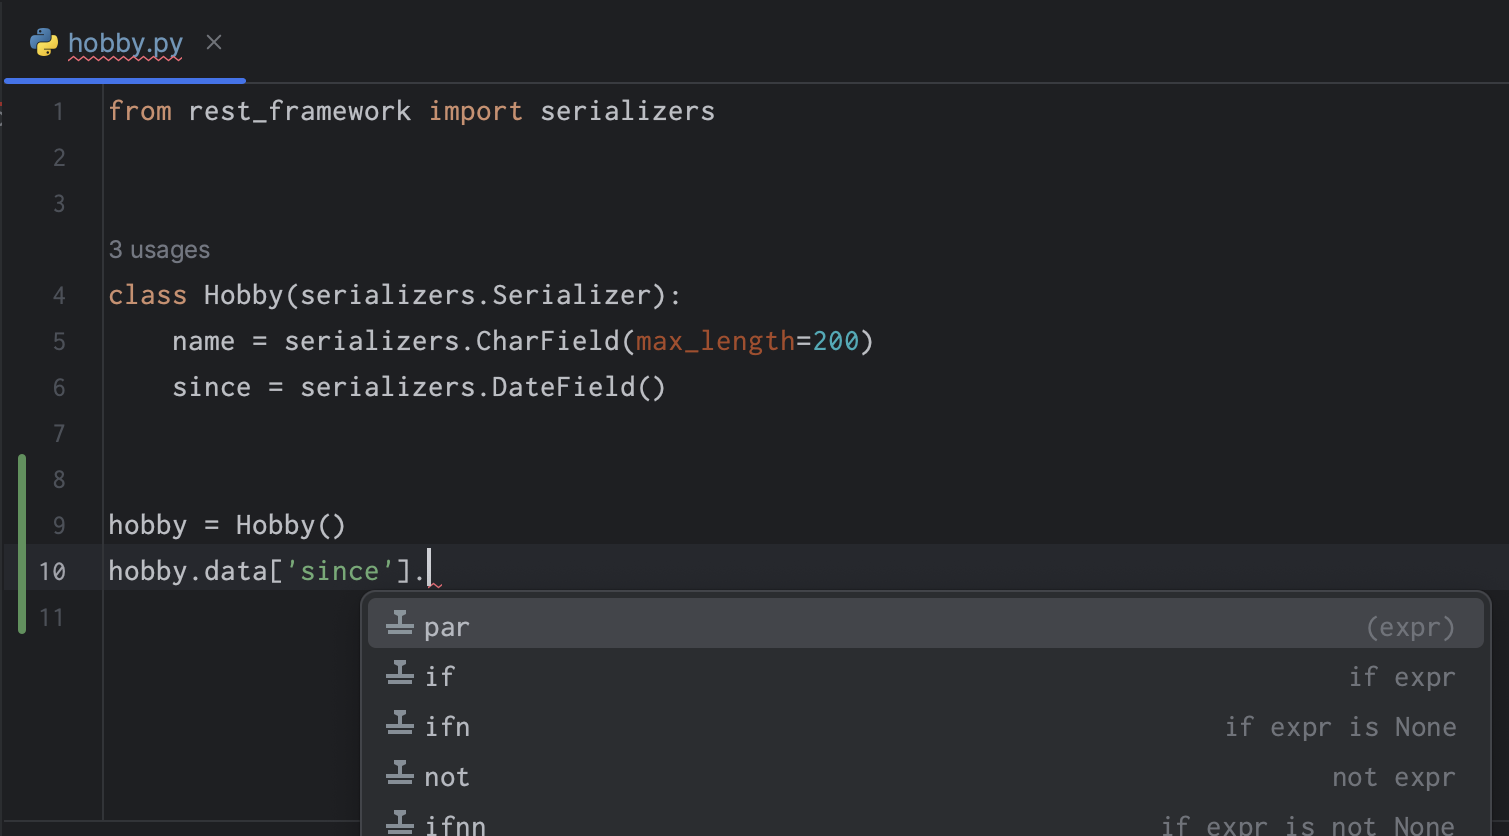 hobby.py
1 from rest_framework import serializers
2
3
3 usages
4 class Hobby(serializers.Serializer):
5     name = serializers.CharField(max_length=200)
6     since = serializers.DateField()
7
8
9 hobby = Hobby()
10 hobby.data['since'].
11
par (expr)
if if expr
ifn if expr is None
not not expr
ifnn if expr is not None